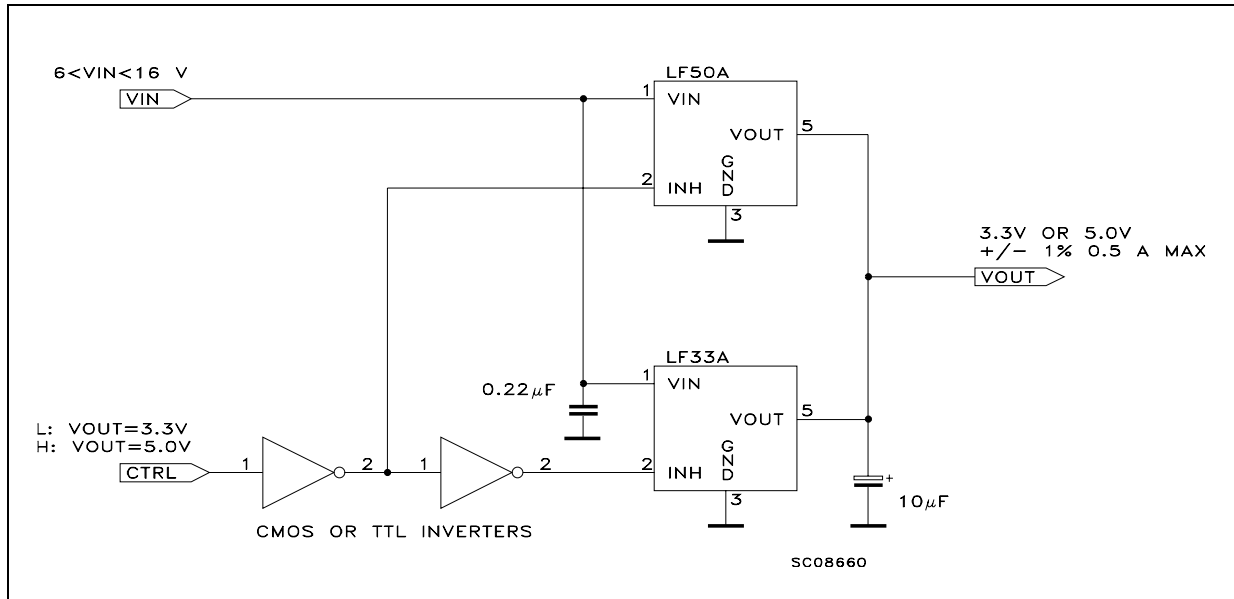 6<VIN<16 V
VIN
LF50A
1
VIN
VOUT
5
2
INH
GND
3
3.3V OR 5.0V
+/- 1% 0.5 A MAX
VOUT
LF33A
1
VIN
0.22µF
VOUT
5
L: VOUT=3.3V
H: VOUT=5.0V
CTRL
1
2
1
2
2
INH
GND
3
+
10µF
CMOS OR TTL INVERTERS
SC08660